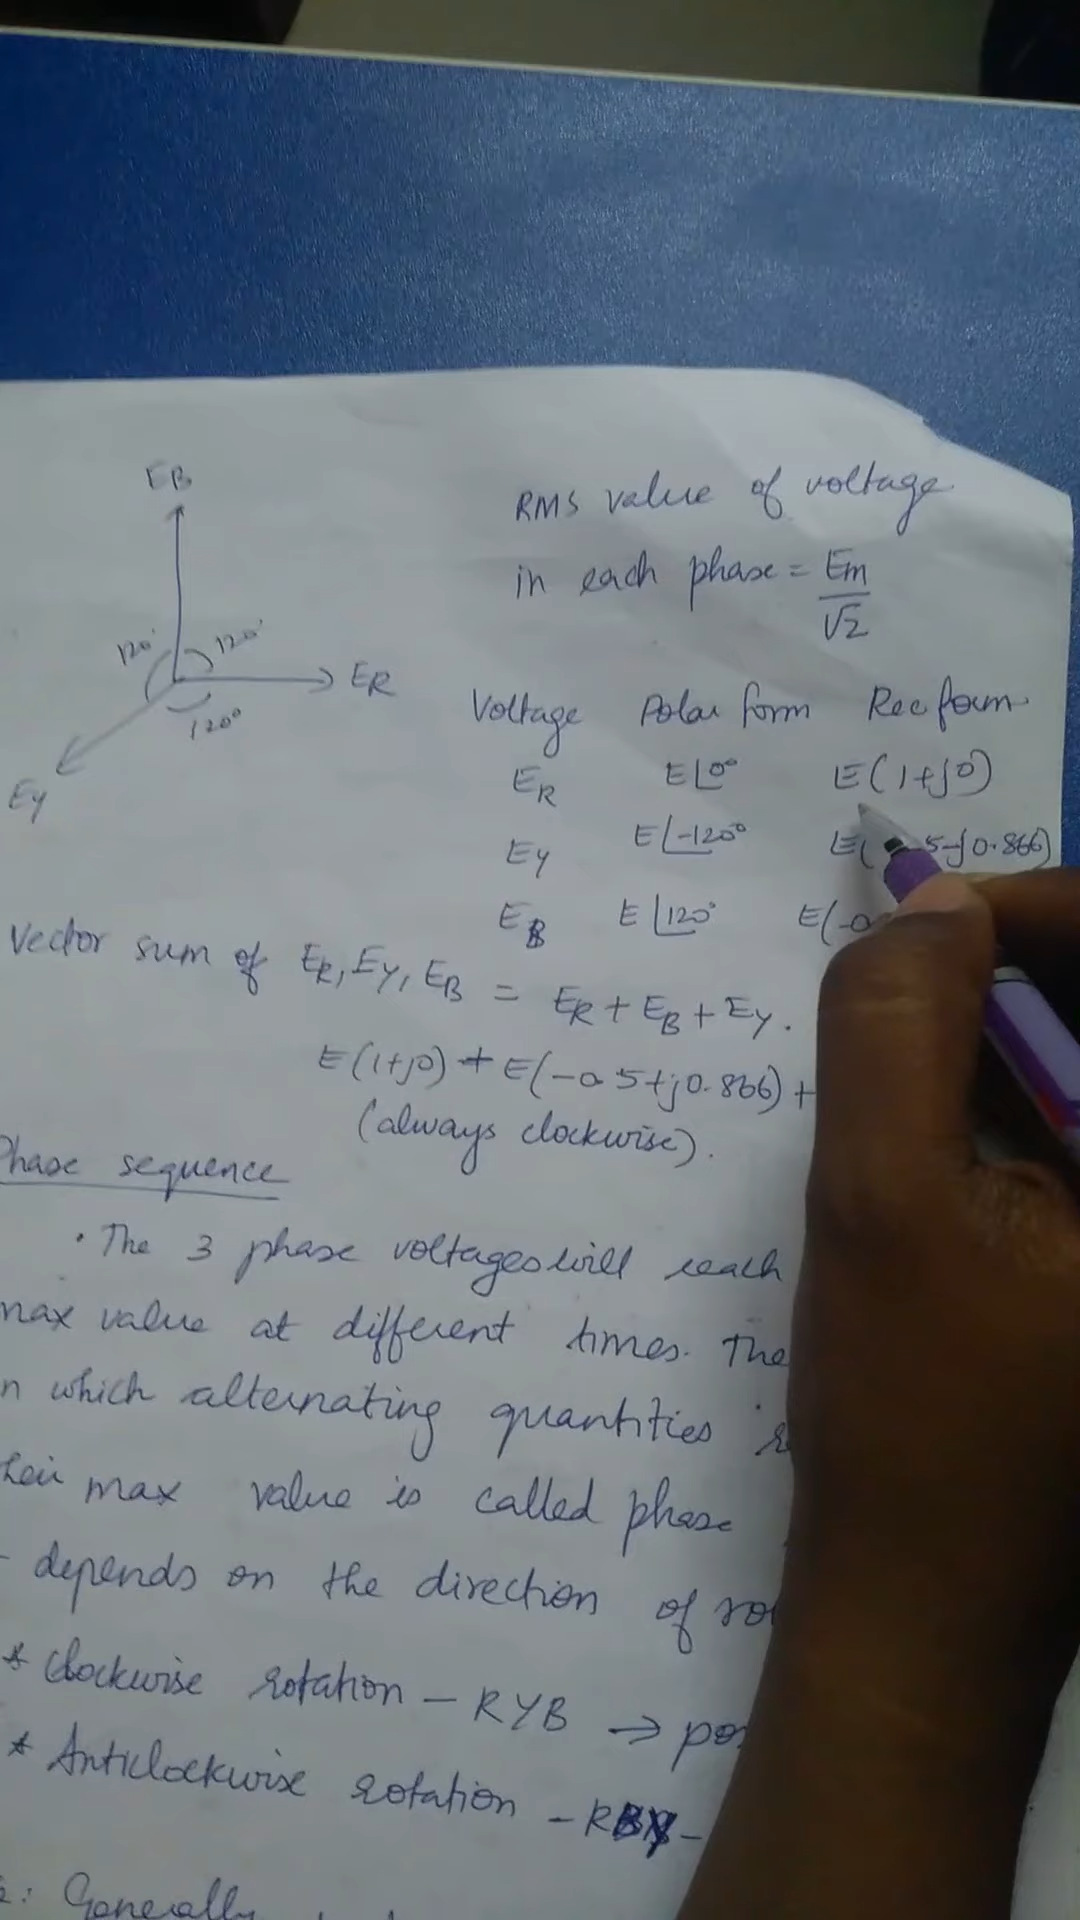 EB
120°
120°
ER
120°
EY
RMS value of voltage
in each phase = Em/√2
Voltage Polar form Rec form
ER E∠0° E(1+j0)
EY E∠-120° E( 5-j0.866)
EB E∠120° E(-0
Vector sum of ER, EY, EB = ER + EB + EY.
E(1+j0) + E(-0.5+j0.866) +
(always clockwise).
Phase sequence
• The 3 phase voltages will reach
max value at different times. The
n which alternating quantities
their max value is called phase
- depends on the direction of
* Clockwise rotation - RYB →
* Anticlockwise rotation -
: Generally